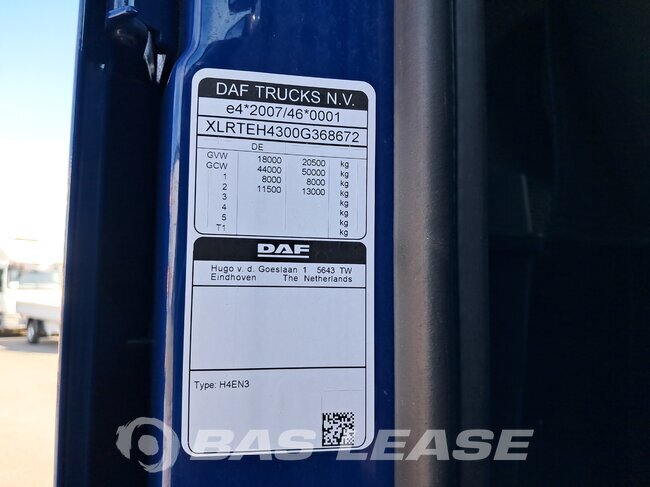 DAF TRUCKS N.V.
e4*2007/46*0001
XLRTEH4300G368672
DE
GVW 18000 20500 kg
GCW 44000 50000 kg
1 8000 8000 kg
2 11500 13000 kg
3 kg
4 kg
5 kg
T1 kg
DAF
Hugo v. d. Goeslaan 1 5643 TW
Eindhoven The Netherlands
Type: H4EN3
BAS LEASE